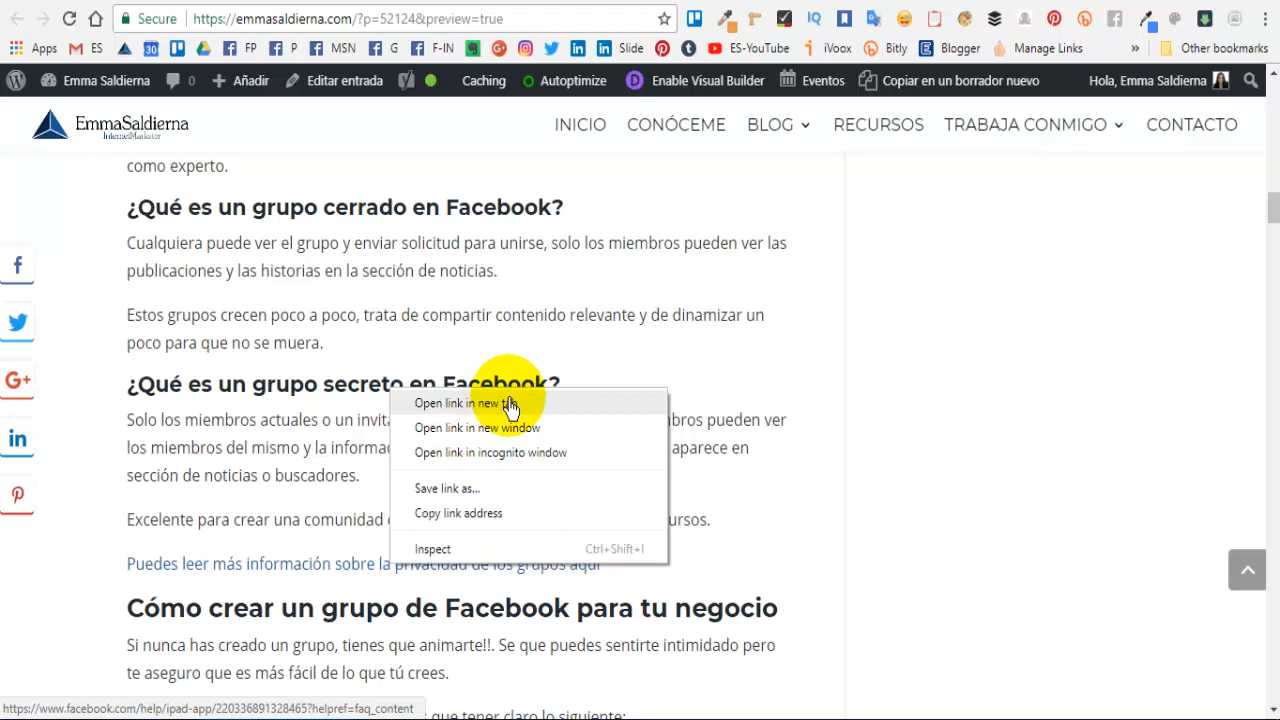 Secure https://emmasaldierna.com/?p=52124&preview=true
Apps ES FP P MSN G F-IN Slide ES-YouTube iVoox Bitly Blogger Manage Links » Other bookmarks
Emma Saldierna 0 Añadir Editar entrada Caching Autoptimize Enable Visual Builder Eventos Copiar en un borrador nuevo Hola, Emma Saldierna
EmmaSaldierna INICIO CONÓCEME BLOG RECURSOS TRABAJA CONMIGO CONTACTO
InternetMarketer
como experto.
¿Qué es un grupo cerrado en Facebook?
Cualquiera puede ver el grupo y enviar solicitud para unirse, solo los miembros pueden ver las
publicaciones y las historias en la sección de noticias.
Estos grupos crecen poco a poco, trata de compartir contenido relevante y de dinamizar un
poco para que no se muera.
¿Qué es un grupo secreto en Facebook?
Open link in new tab
Open link in new window
Open link in incognito window
Save link as...
Copy link address
Inspect Ctrl+Shift+I
Solo los miembros actuales o un pueden ver
los miembros del mismo y la aparece en
sección de noticias o buscadores.
Excelente para crear una comunidad
Puedes leer más información sobre la privacidad de los grupos aquí
Cómo crear un grupo de Facebook para tu negocio
Si nunca has creado un grupo, tienes que animarte!!. Se que puedes sentirte intimidado pero
te aseguro que es más fácil de lo que tú crees.
que tener claro lo siguiente:
https://www.facebook.com/help/ipad-app/220336891328465?helpref=faq_content